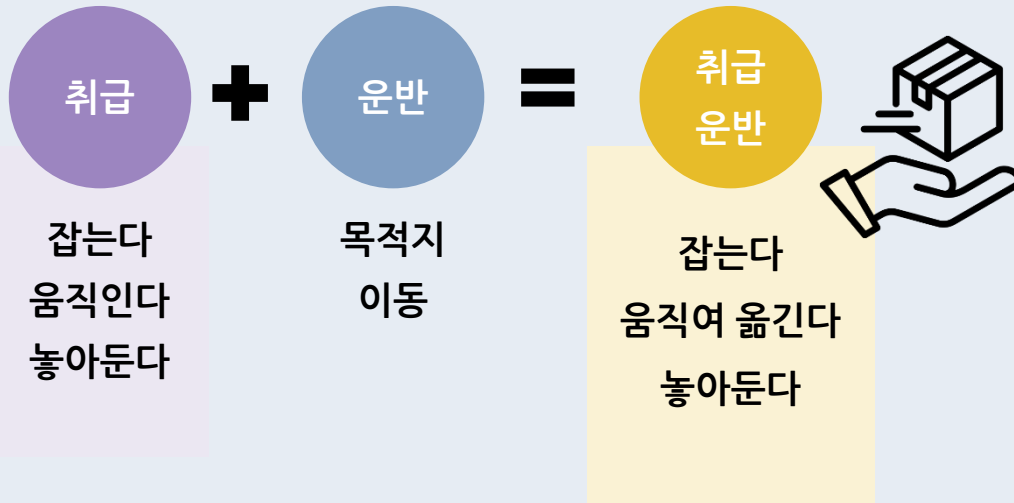 취급
운반
취급
운반
잡는다
움직인다
놓아둔다
목적지
이동
잡는다
움직여 옮긴다
놓아둔다